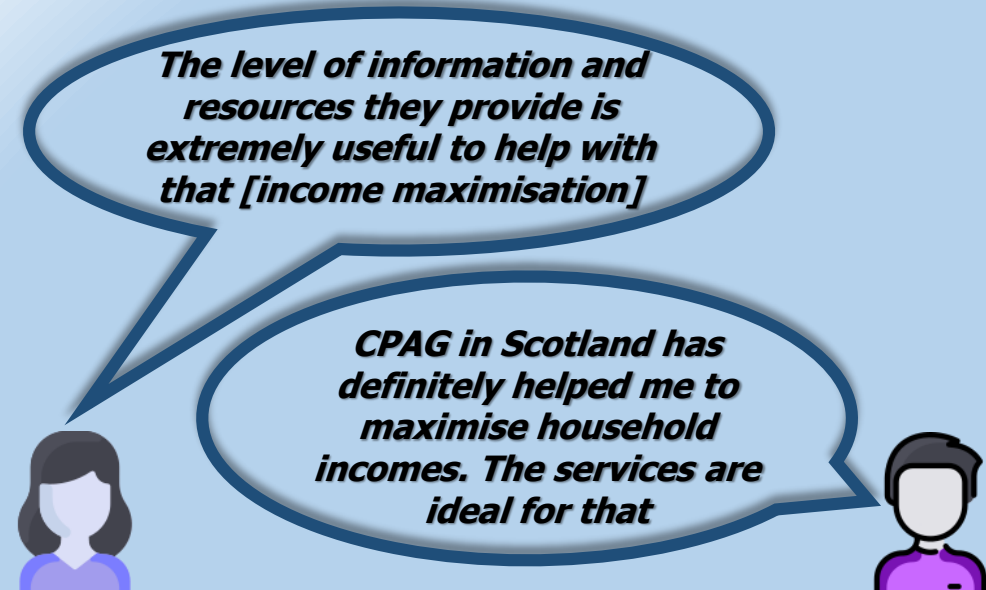 The level of information and
resources they provide is
extremely useful to help with
that [income maximisation]
CPAG in Scotland has
definitely helped me to
maximise household
incomes. The services are
ideal for that